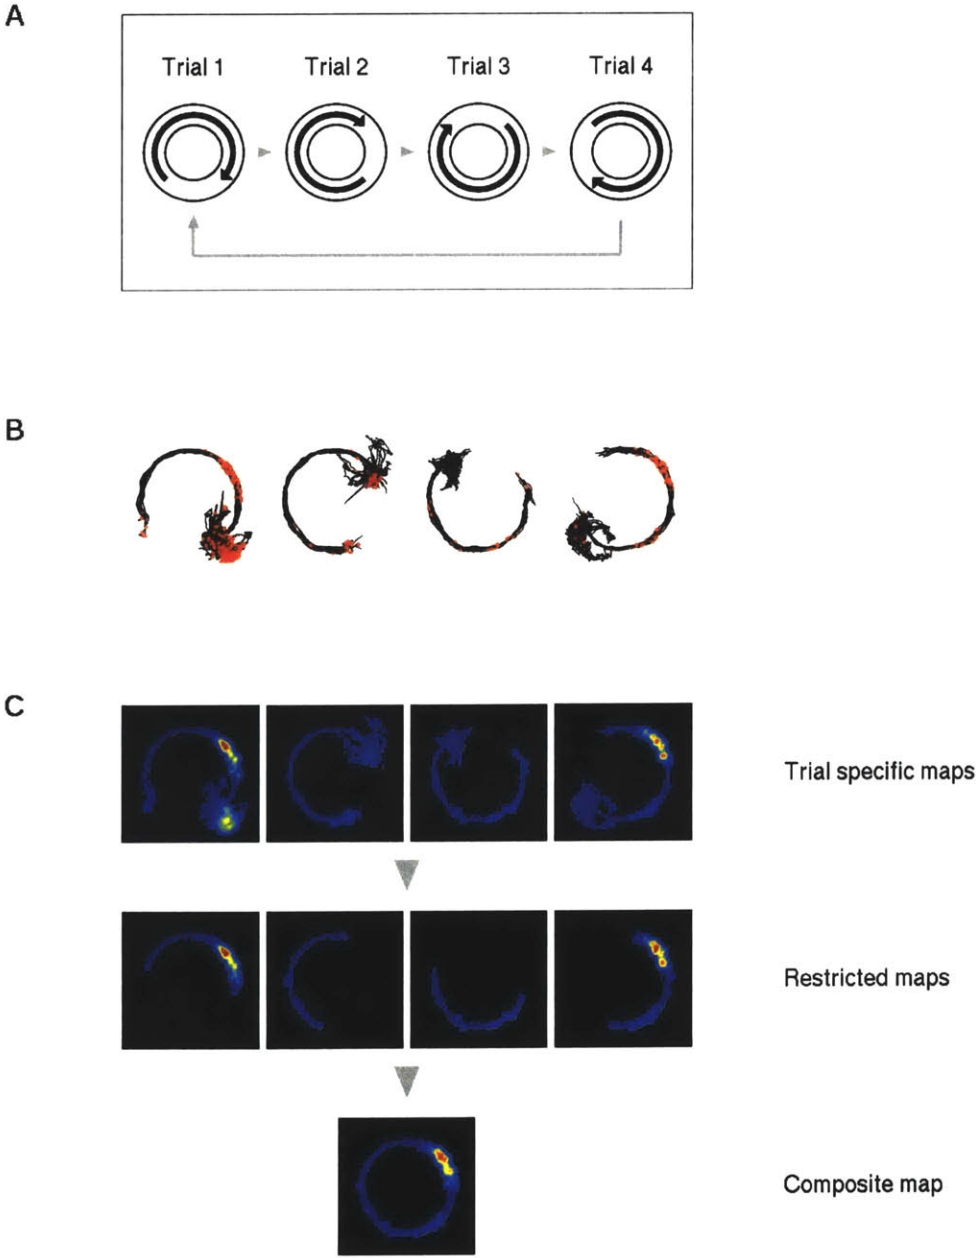 A
Trial 1
Trial 2
Trial 3
Trial 4
B
C
Trial specific maps
Restricted maps
Composite map